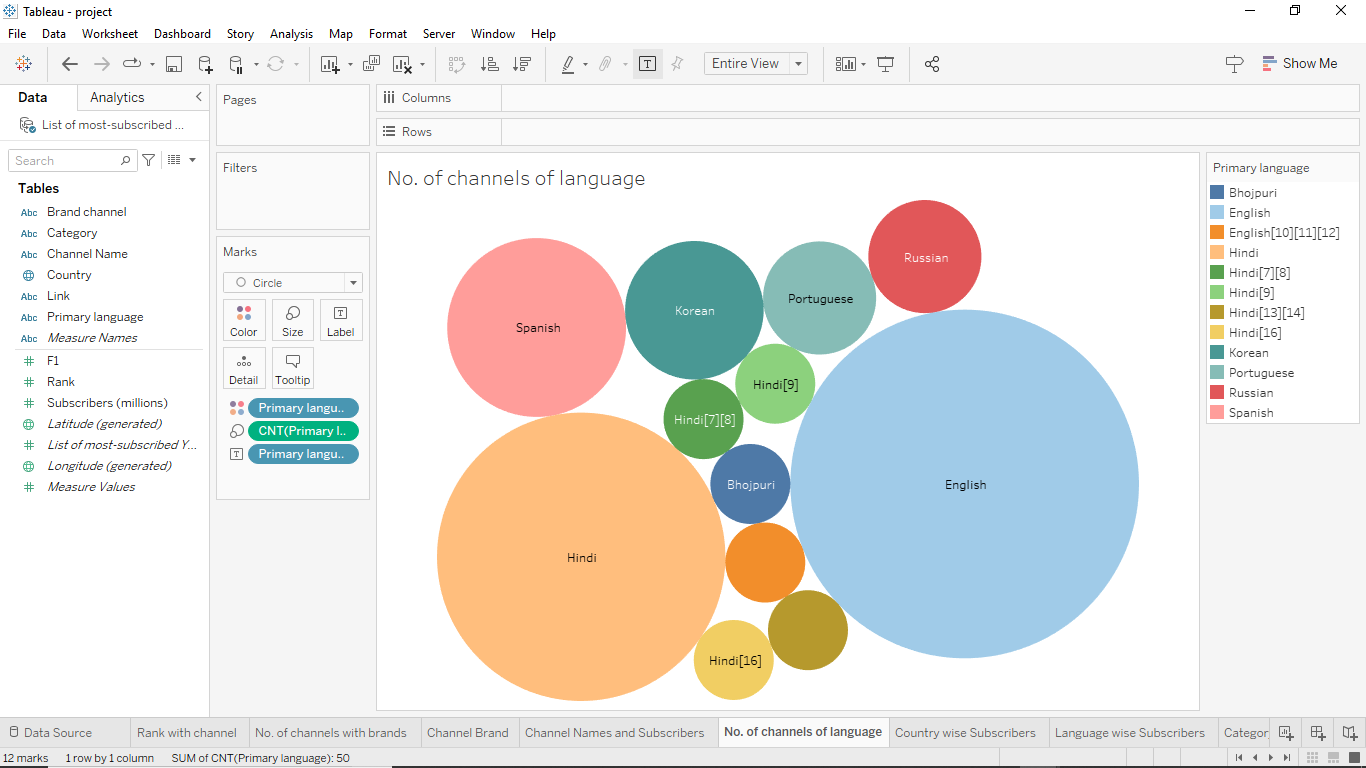 Tableau - project
File Data Worksheet Dashboard Story Analysis Map Format Server Window Help
Entire View
Show Me
Data Analytics
List of most-subscribed ...
Search
Tables
Abc Brand channel
Abc Category
Abc Channel Name
Country
Abc Link
Abc Primary language
Abc Measure Names
# F1
# Rank
# Subscribers (millions)
Latitude (generated)
# List of most-subscribed Y...
Longitude (generated)
# Measure Values
Pages
Filters
Marks
Circle
Color Size Label
Detail Tooltip
Primary langu..
CNT(Primary l..
Primary langu..
Columns
Rows
No. of channels of language
Russian
Portuguese
Korean
Spanish
Hindi[9]
Hindi[7][8]
Bhojpuri
English
Hindi
Hindi[16]
Primary language
Bhojpuri
English
English[10][11][12]
Hindi
Hindi[7][8]
Hindi[9]
Hindi[13][14]
Hindi[16]
Korean
Portuguese
Russian
Spanish
Data Source Rank with channel No. of channels with brands Channel Brand Channel Names and Subscribers No. of channels of language Country wise Subscribers Language wise Subscribers Categor
12 marks 1 row by 1 column SUM of CNT(Primary language): 50